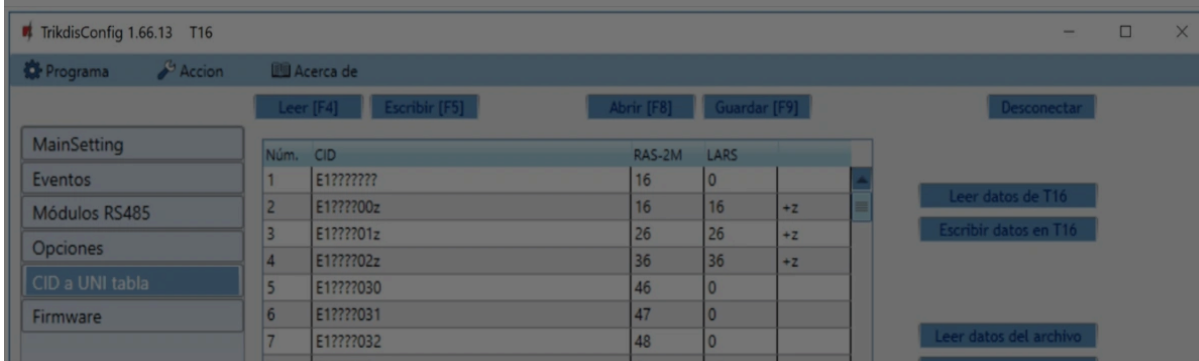 TrikdisConfig 1.66.13 T16
Programa Accion Acerca de
Leer [F4] Escribir [F5] Abrir [F8] Guardar [F9] Desconectar
MainSetting
Eventos
Módulos RS485
Opciones
CID a UNI tabla
Firmware
Núm. CID RAS-2M LARS
1 E1??????? 16 0
2 E1????00z 16 16 +z
3 E1????01z 26 26 +z
4 E1????02z 36 36 +z
5 E1????030 46 0
6 E1????031 47 0
7 E1????032 48 0
Leer datos de T16
Escribir datos en T16
Leer datos del archivo